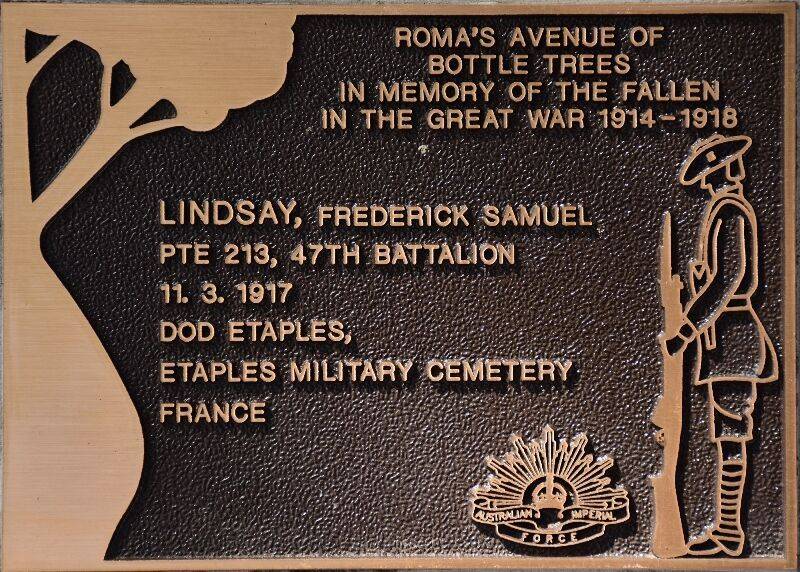 ROMA'S AVENUE OF
BOTTLE TREES
IN MEMORY OF THE FALLEN
IN THE GREAT WAR 1914-1918
LINDSAY, FREDERICK SAMUEL
PTE 213, 47TH BATTALION
11. 3. 1917
DOD ETAPLES,
ETAPLES MILITARY CEMETERY
FRANCE
AUSTRALIAN IMPERIAL
FORCE